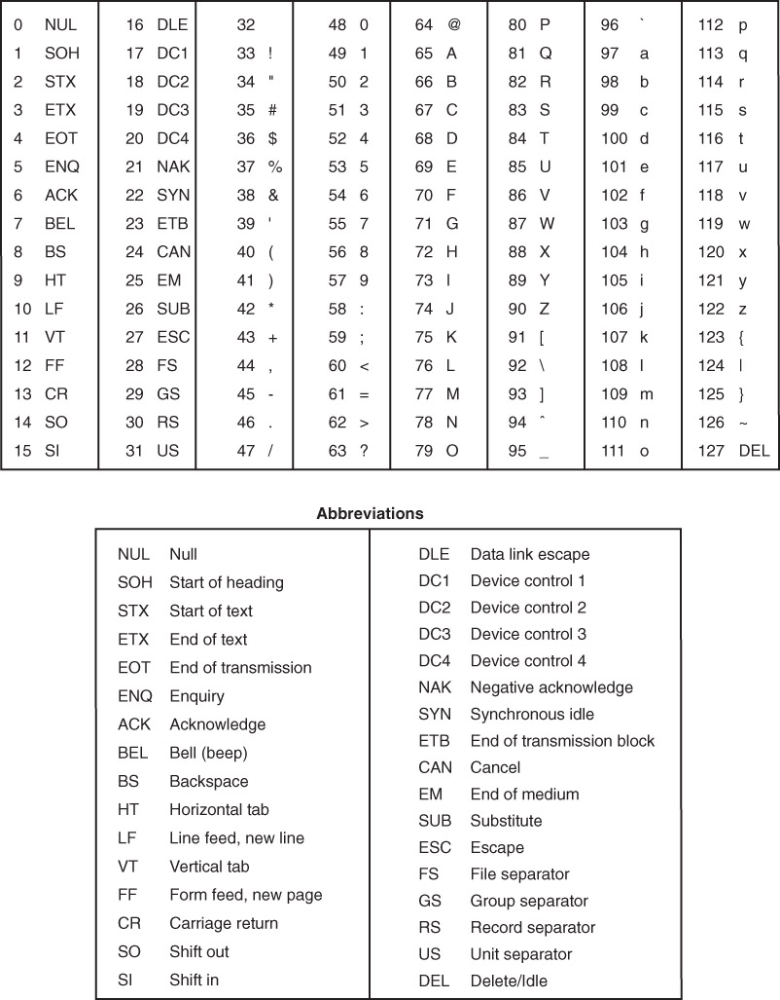 0 NUL 16 DLE 32 48 0 64 @ 80 P 96 ` 112 p
1 SOH 17 DC1 33 ! 49 1 65 A 81 Q 97 a 113 q
2 STX 18 DC2 34 " 50 2 66 B 82 R 98 b 114 r
3 ETX 19 DC3 35 # 51 3 67 C 83 S 99 c 115 s
4 EOT 20 DC4 36 $ 52 4 68 D 84 T 100 d 116 t
5 ENQ 21 NAK 37 % 53 5 69 E 85 U 101 e 117 u
6 ACK 22 SYN 38 & 54 6 70 F 86 V 102 f 118 v
7 BEL 23 ETB 39 ' 55 7 71 G 87 W 103 g 119 w
8 BS 24 CAN 40 ( 56 8 72 H 88 X 104 h 120 x
9 HT 25 EM 41 ) 57 9 73 I 89 Y 105 i 121 y
10 LF 26 SUB 42 * 58 : 74 J 90 Z 106 j 122 z
11 VT 27 ESC 43 + 59 ; 75 K 91 [ 107 k 123 {
12 FF 28 FS 44 , 60 < 76 L 92 \ 108 l 124 |
13 CR 29 GS 45 - 61 = 77 M 93 ] 109 m 125 }
14 SO 30 RS 46 . 62 > 78 N 94 ^ 110 n 126 ~
15 SI 31 US 47 / 63 ? 79 O 95 _ 111 o 127 DEL
Abbreviations
NUL Null
SOH Start of heading
STX Start of text
ETX End of text
EOT End of transmission
ENQ Enquiry
ACK Acknowledge
BEL Bell (beep)
BS Backspace
HT Horizontal tab
LF Line feed, new line
VT Vertical tab
FF Form feed, new page
CR Carriage return
SO Shift out
SI Shift in
DLE Data link escape
DC1 Device control 1
DC2 Device control 2
DC3 Device control 3
DC4 Device control 4
NAK Negative acknowledge
SYN Synchronous idle
ETB End of transmission block
CAN Cancel
EM End of medium
SUB Substitute
ESC Escape
FS File separator
GS Group separator
RS Record separator
US Unit separator
DEL Delete/Idle